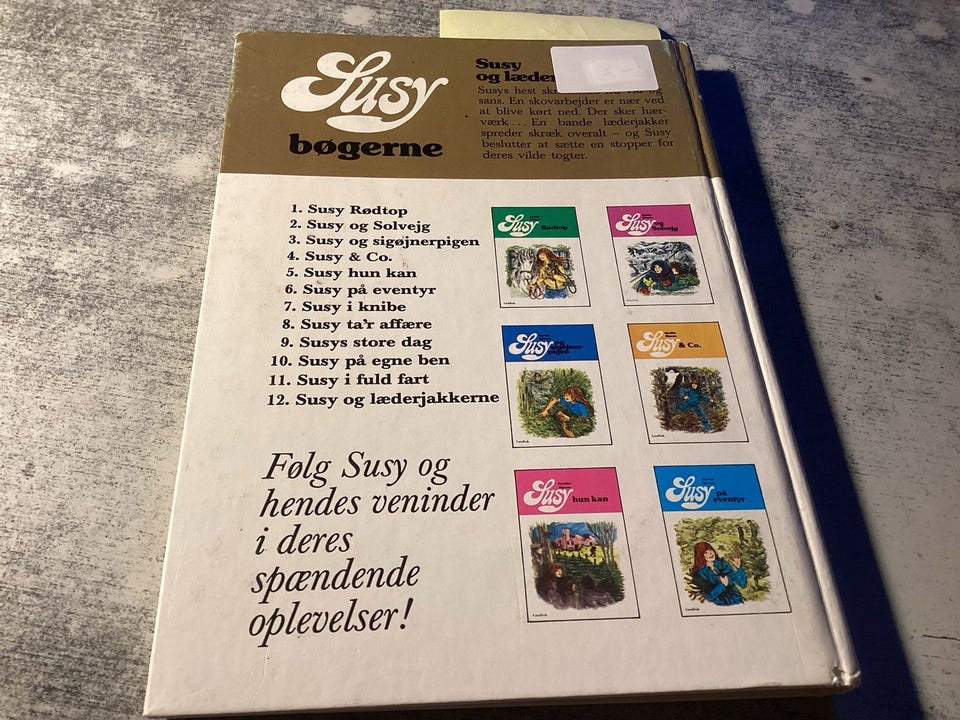 Susy
bøgerne
Susy
og
Susys hest
sans. En skovarbejder er nær ved
at blive kørt ned. Der sker hær-
værk... En bande læderjakker
spreder skræk overalt – og Susy
beslutter at sætte en stopper for
deres vilde togter.
1. Susy Rødtop
2. Susy og Solvejg
3. Susy og sigøjnerpigen
4. Susy & Co.
5. Susy hun kan
6. Susy på eventyr
7. Susy i knibe
8. Susy ta'r affære
9. Susys store dag
10. Susy på egne ben
11. Susy i fuld fart
12. Susy og læderjakkerne
Følg Susy og
hendes veninder
i deres
spændende
oplevelser!
Susy Rødtop
Susy og
Solvejg
Susy og
sigøjner-
pigen
Susy & Co.
Susy hun kan
Susy på
eventyr